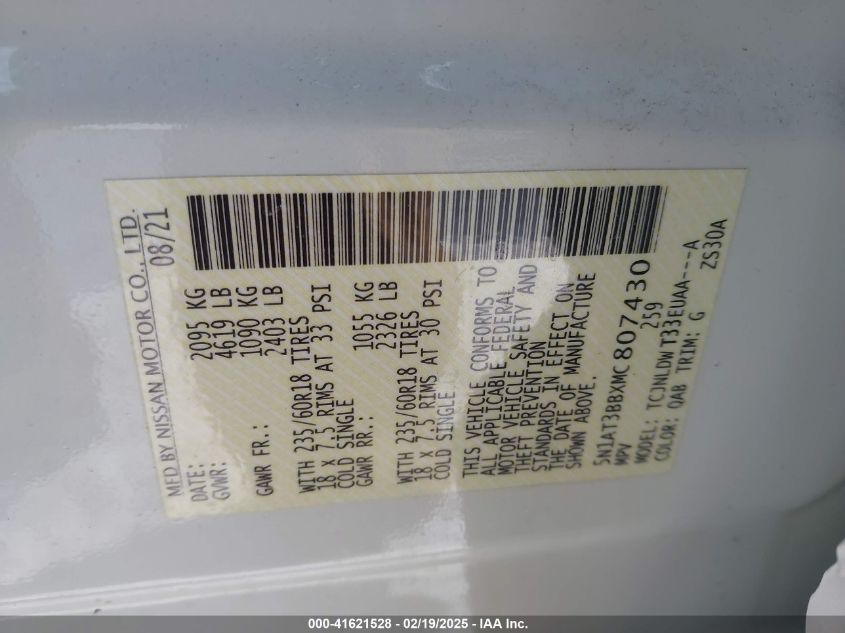 MFD BY NISSAN MOTOR CO., LTD.
DATE: 08/21
GVWR: 2095 KG
4619 LB
GAWR FR.: 1090 KG
2403 LB
WITH 235/60R18 TIRES
18 x 7.5 RIMS AT 33 PSI
COLD SINGLE
GAWR RR.: 1055 KG
2326 LB
WITH 235/60R18 TIRES
18 x 7.5 RIMS AT 30 PSI
COLD SINGLE
THIS VEHICLE CONFORMS TO
ALL APPLICABLE FEDERAL
MOTOR VEHICLE SAFETY AND
THEFT PREVENTION
STANDARDS IN EFFECT ON
THE DATE OF MANUFACTURE
SHOWN ABOVE.
5N1AT3BBXMC807430
MPV 259
MODEL: TCJNLDWT33EUAA---A
COLOR: QAB TRIM: G ZS30A
000-41621528 - 02/19/2025 - IAA Inc.